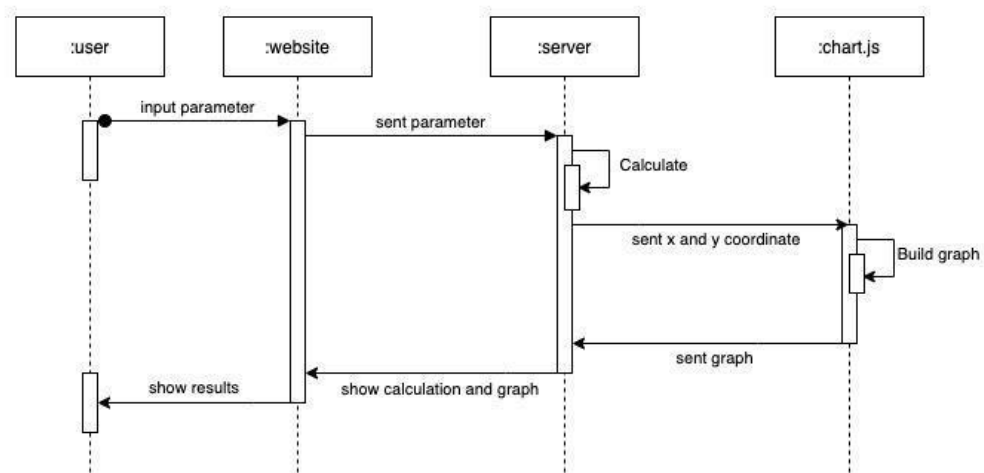 :user
:website
:server
:chart.js
input parameter
sent parameter
Calculate
sent x and y coordinate
Build graph
sent graph
show calculation and graph
show results